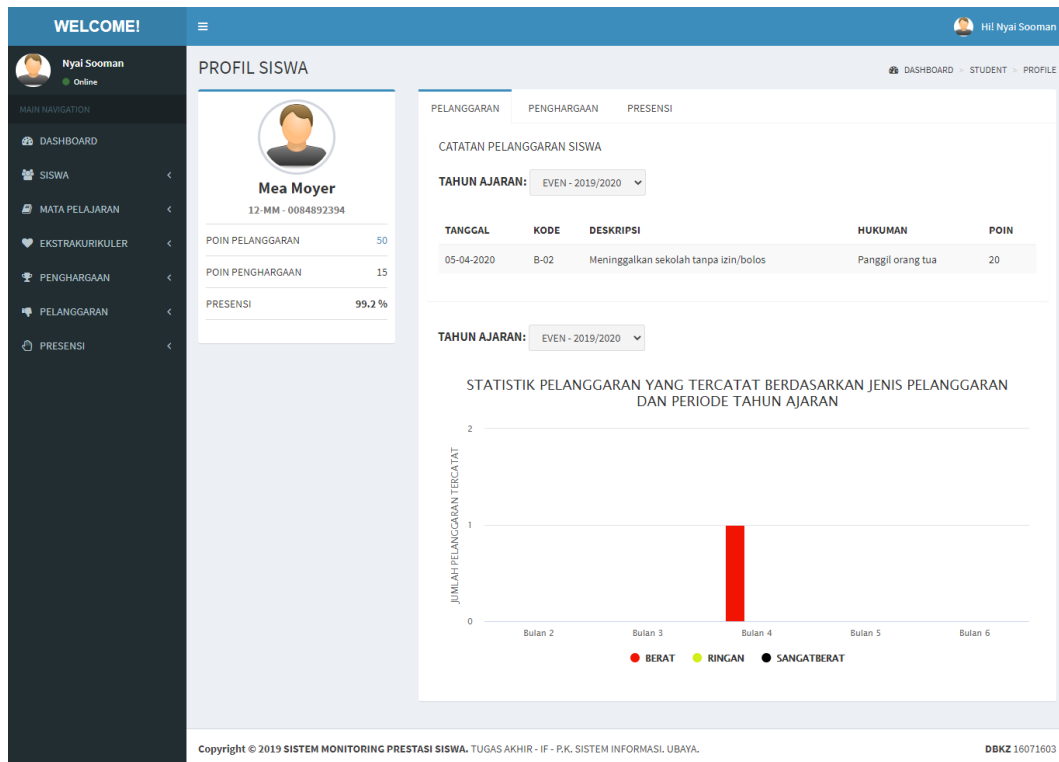 WELCOME!
Hi! Nyai Sooman
Nyai Sooman
Online
MAIN NAVIGATION
DASHBOARD
SISWA
MATA PELAJARAN
EKSTRAKURIKULER
PENGHARGAAN
PELANGGARAN
PRESENSI
PROFIL SISWA
DASHBOARD > STUDENT > PROFILE
Mea Moyer
12-MM - 0084892394
POIN PELANGGARAN 50
POIN PENGHARGAAN 15
PRESENSI 99.2 %
PELANGGARAN PENGHARGAAN PRESENSI
CATATAN PELANGGARAN SISWA
TAHUN AJARAN: EVEN - 2019/2020
TANGGAL KODE DESKRIPSI HUKUMAN POIN
05-04-2020 B-02 Meninggalkan sekolah tanpa izin/bolos Panggil orang tua 20
TAHUN AJARAN: EVEN - 2019/2020
STATISTIK PELANGGARAN YANG TERCATAT BERDASARKAN JENIS PELANGGARAN
DAN PERIODE TAHUN AJARAN
JUMLAH PELANGGARAN TERCATAT
2
1
0
Bulan 2 Bulan 3 Bulan 4 Bulan 5 Bulan 6
BERAT RINGAN SANGATBERAT
Copyright © 2019 SISTEM MONITORING PRESTASI SISWA. TUGAS AKHIR - IF - P.K. SISTEM INFORMASI. UBAYA. DBKZ 16071603